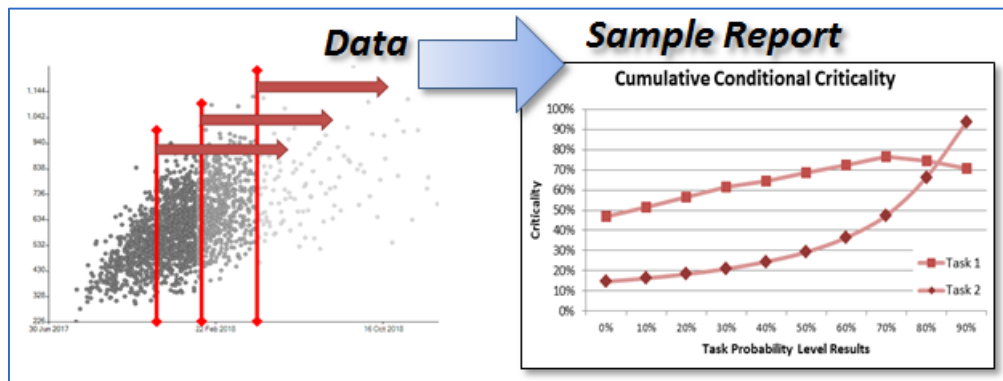 Data
Sample Report
1,144
1,042
940
838
736
634
532
430
328
226
30 Jun 2017
22 Feb 2018
16 Oct 2018
Cumulative Conditional Criticality
100%
90%
80%
70%
60%
50%
40%
30%
20%
10%
0%
Criticality
Task 1
Task 2
0% 10% 20% 30% 40% 50% 60% 70% 80% 90%
Task Probability Level Results